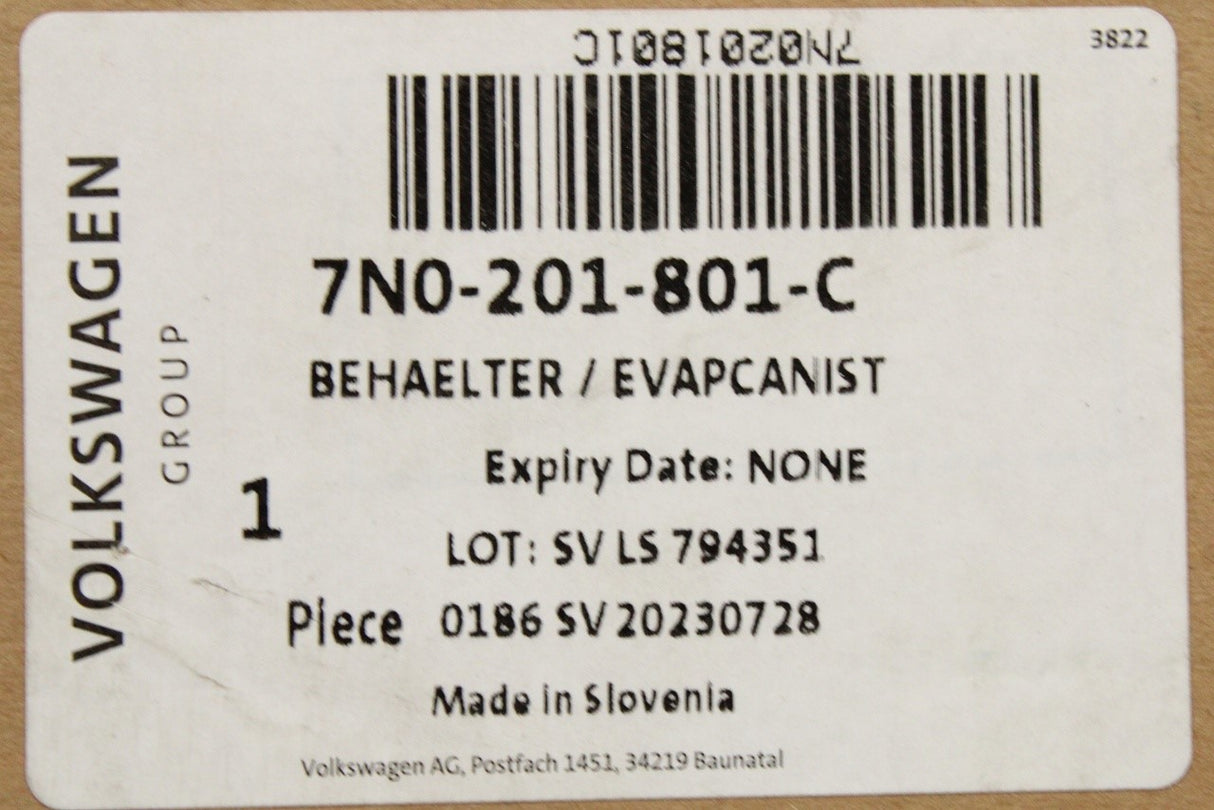 3822
7N0201801C
VOLKSWAGEN
GROUP
7N0-201-801-C
BEHAELTER / EVAPCANIST
Expiry Date: NONE
1
LOT: SV LS 794351
Piece 0186 SV 20230728
Made in Slovenia
Volkswagen AG, Postfach 1451, 34219 Baunatal